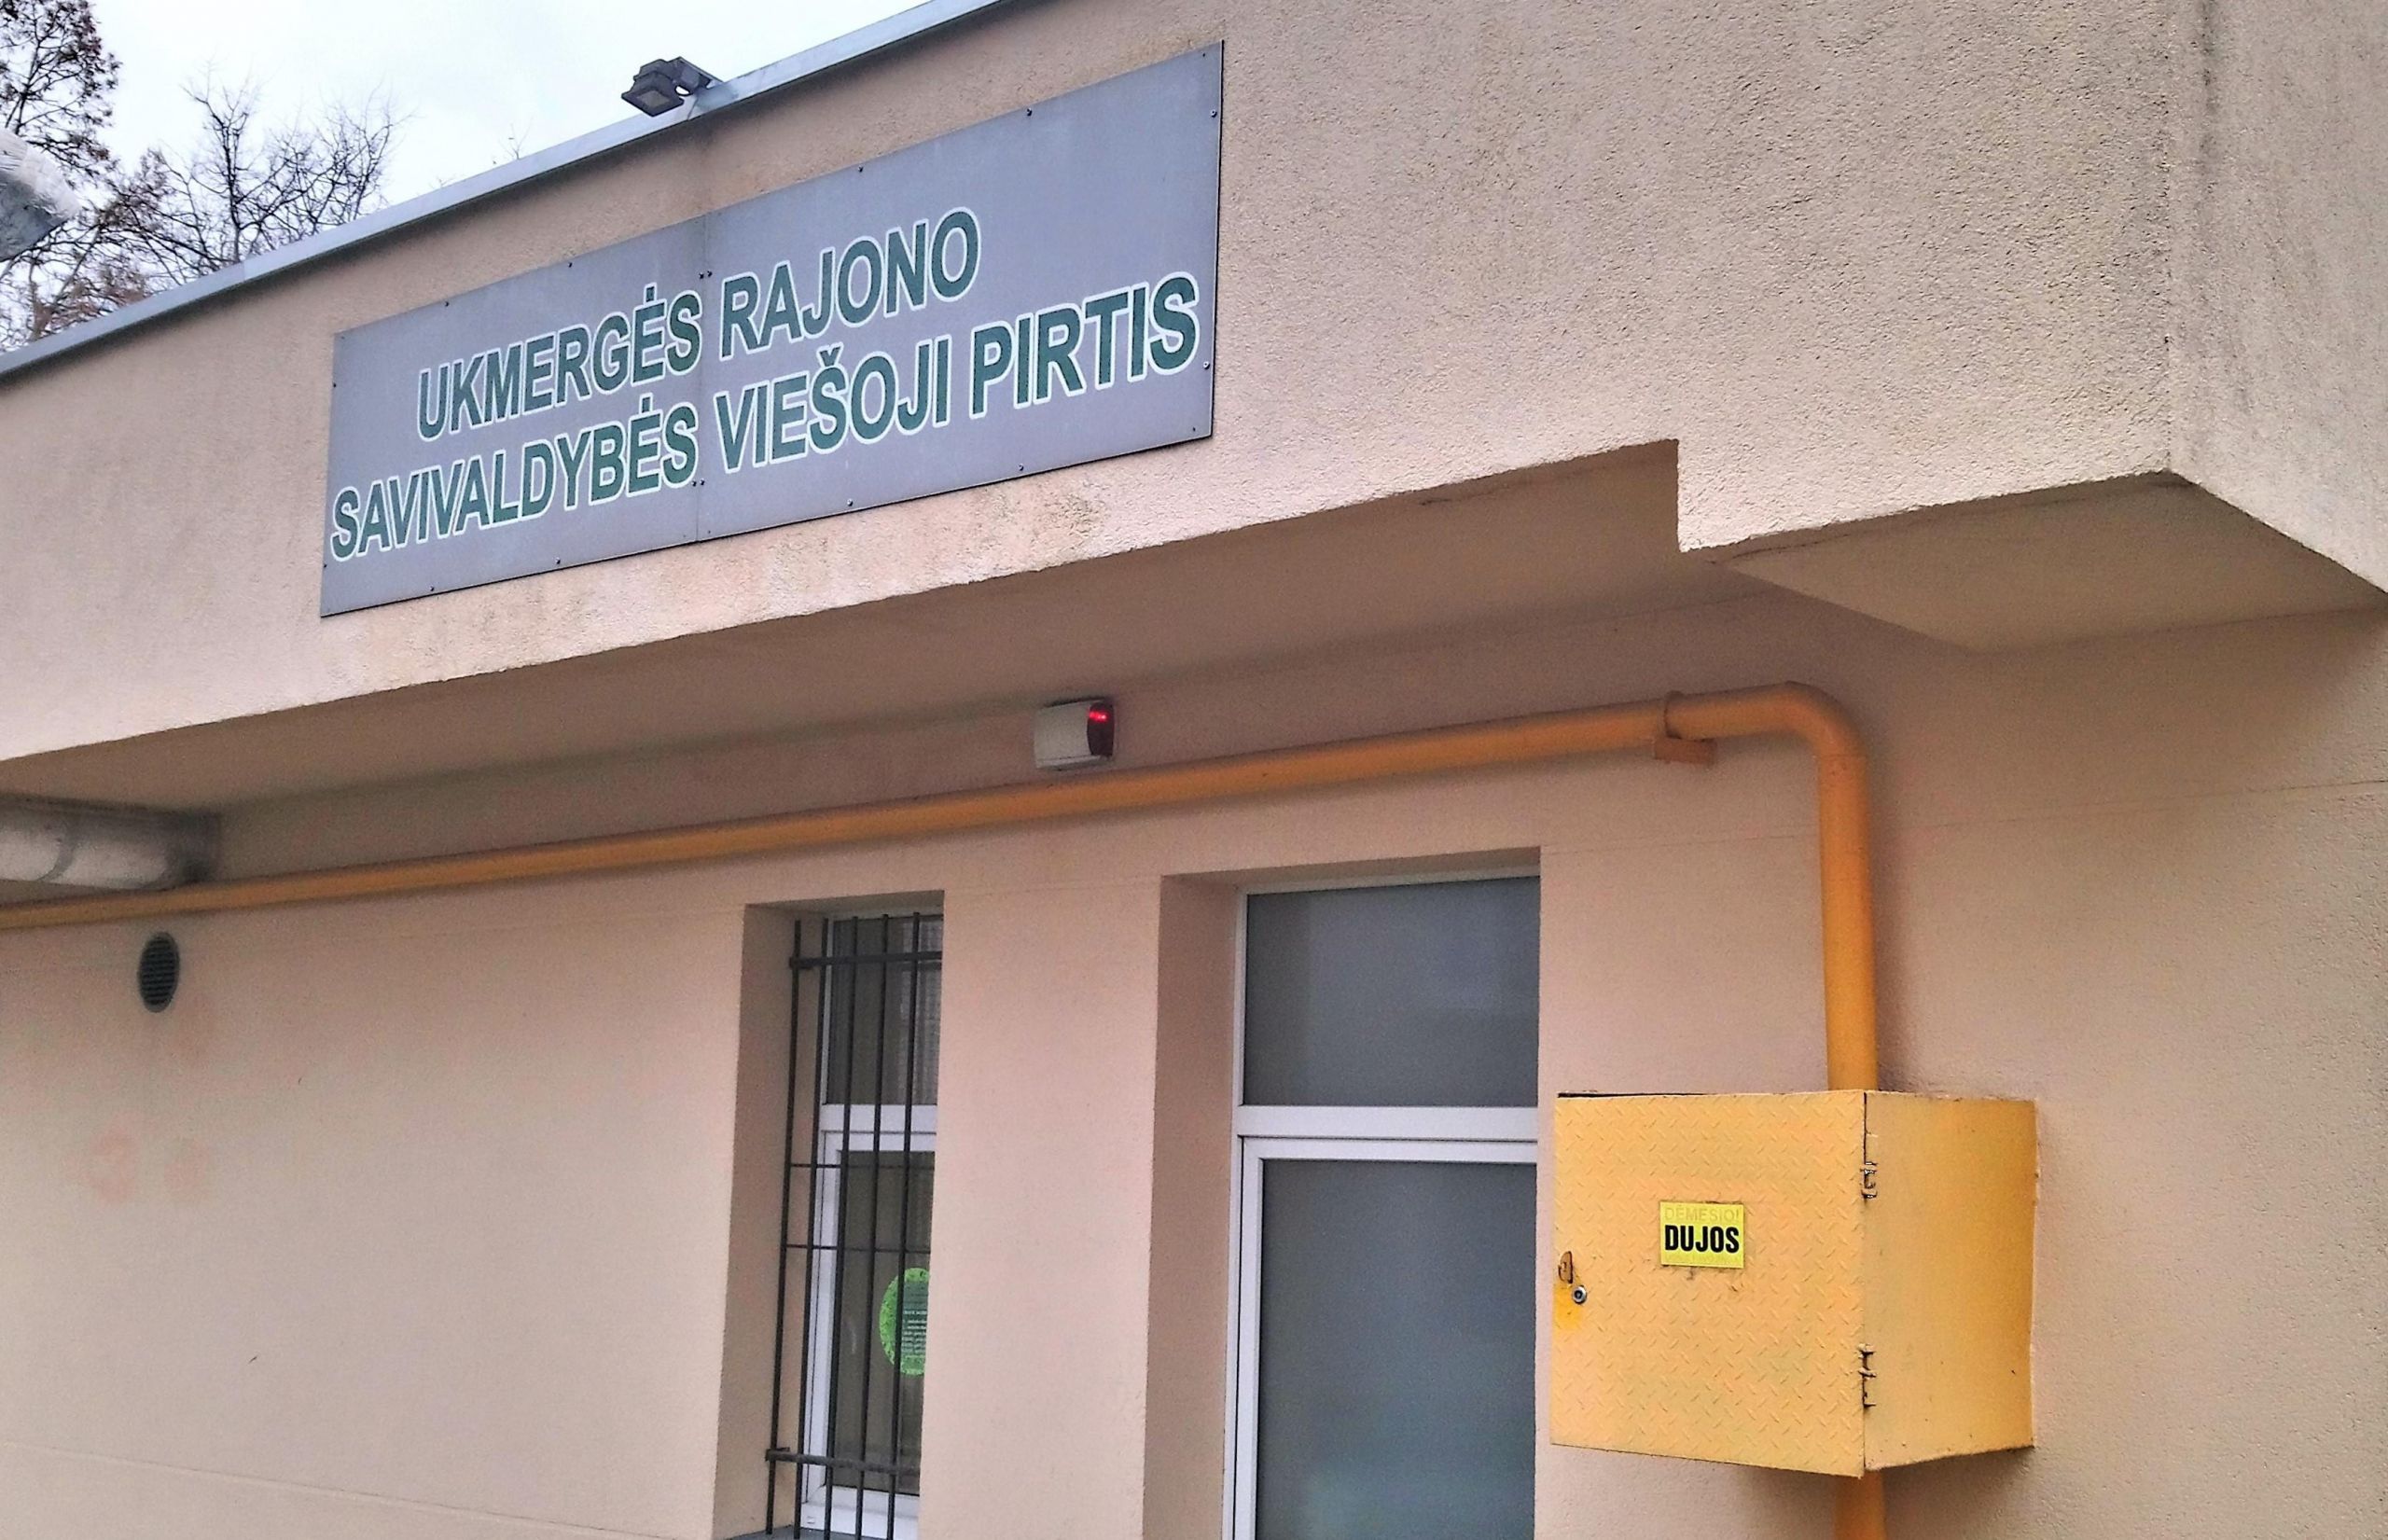 UKMERGĖS RAJONO
SAVIVALDYBĖS VIEŠOJI PIRTIS
DĖMESIO!
DUJOS